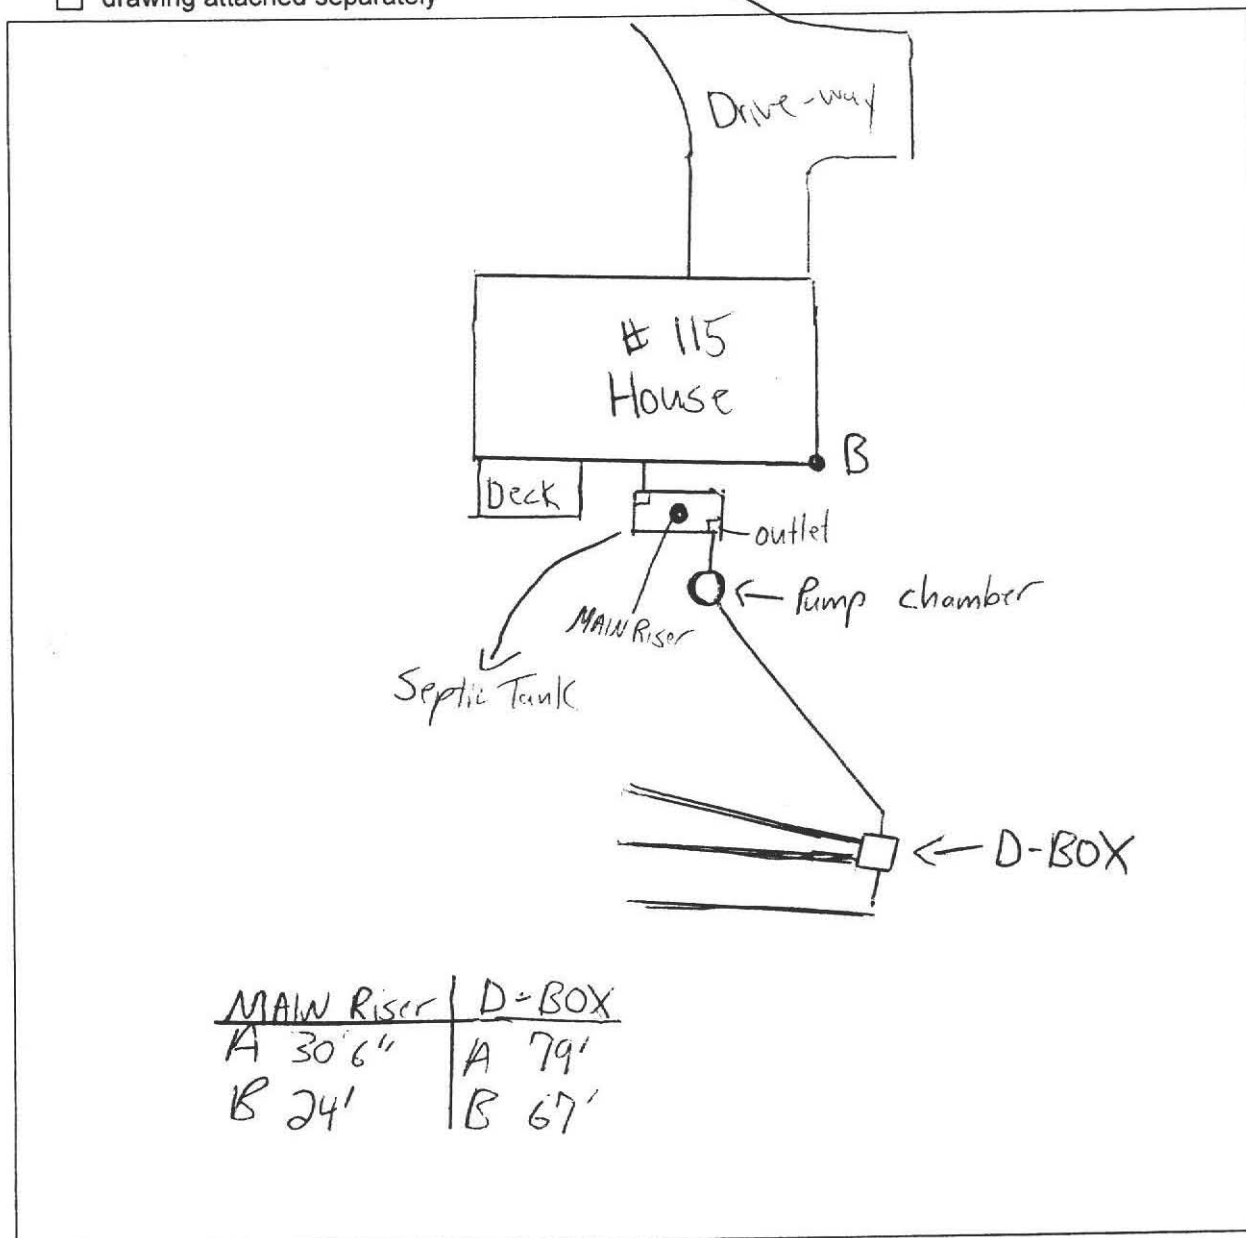 drawing attached separately
Drive-way
# 115
House
B
Deck
outlet
Pump chamber
MAIN Riser
Septic Tank
D-BOX
MAIN Riser D-BOX
A 30'6" A 79'
B 24' B 67'